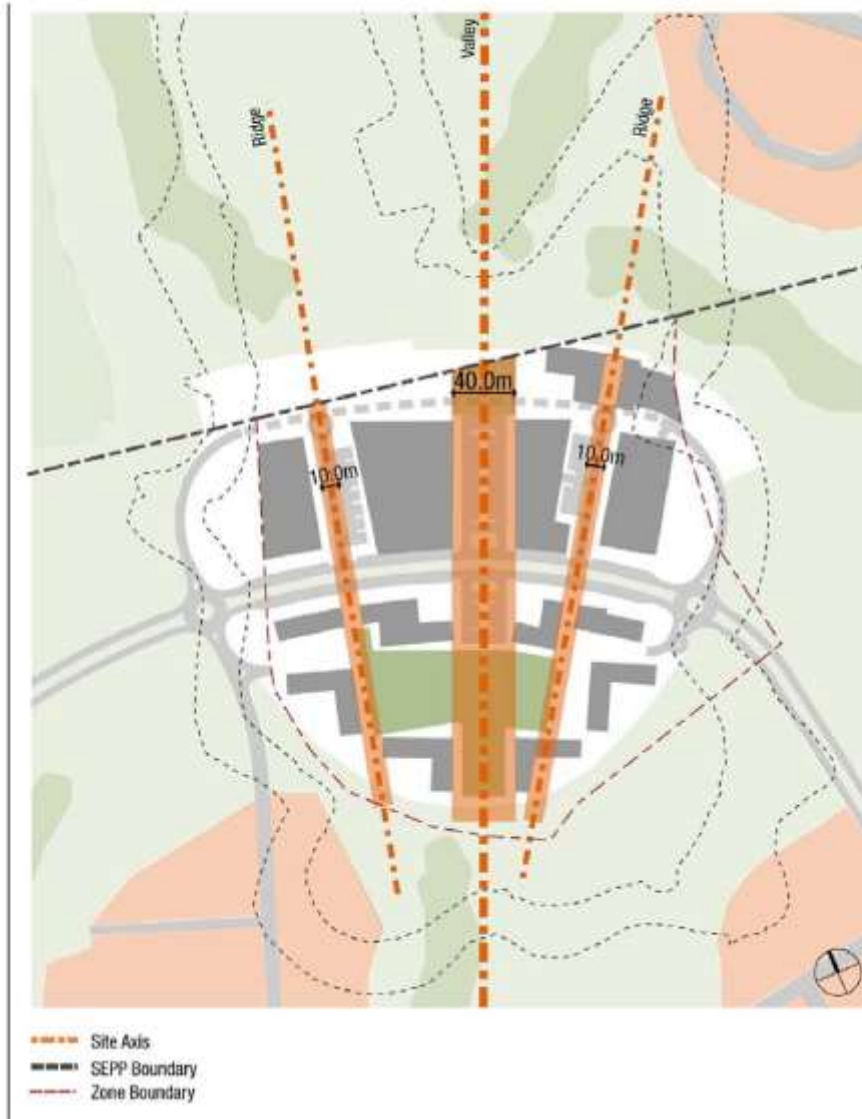 Valley
Ridge
Ridge
40.0m
10.0m
10.0m
Site Axis
SEPP Boundary
Zone Boundary